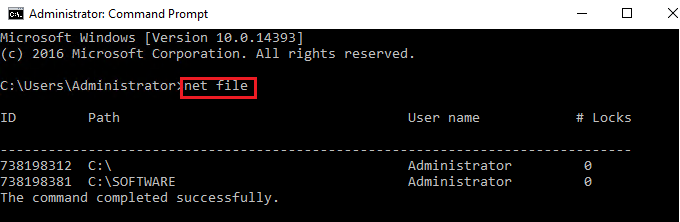 Administrator: Command Prompt
Microsoft Windows [Version 10.0.14393]
(c) 2016 Microsoft Corporation. All rights reserved.
C:\Users\Administrator>net file
ID Path User name # Locks
-------------------------------------------------------------------------------
738198312 C:\ Administrator 0
738198381 C:\SOFTWARE Administrator 0
The command completed successfully.